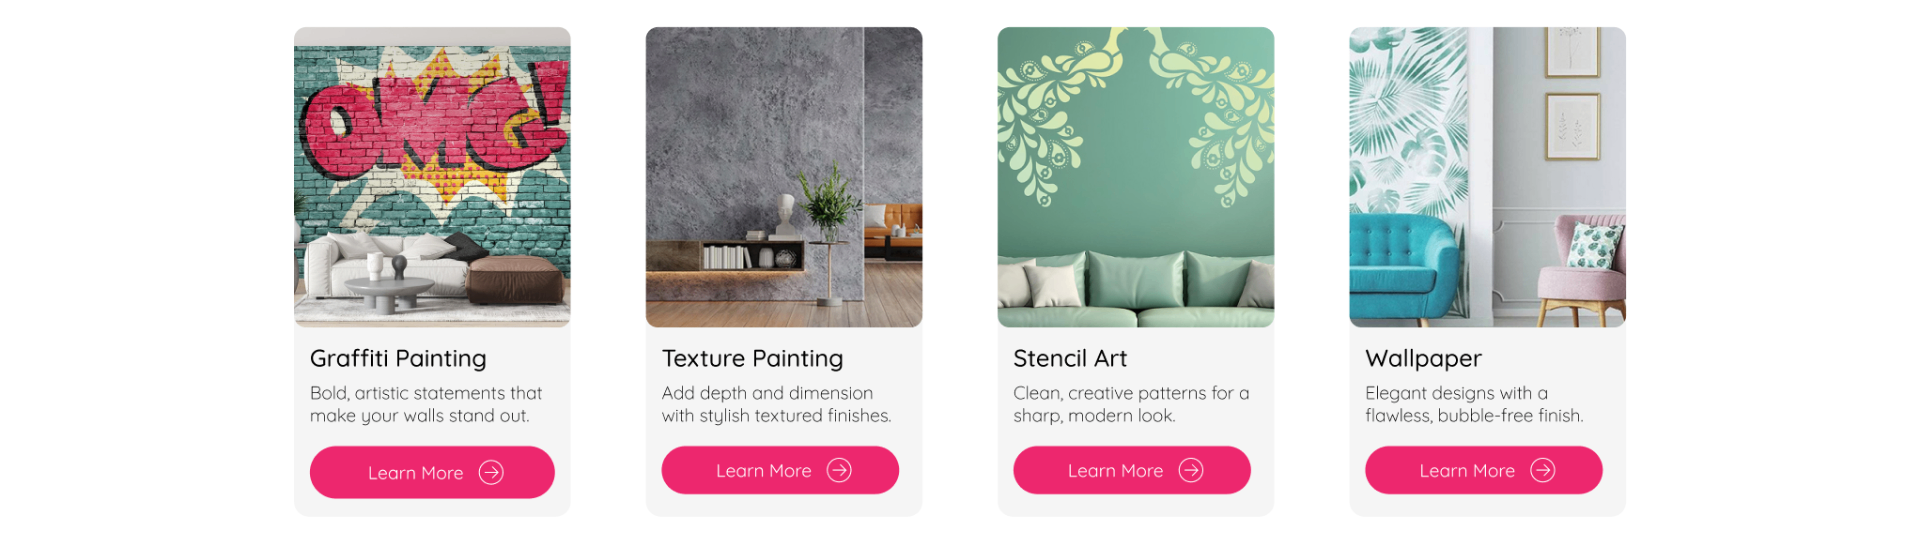 OMG!
Graffiti Painting
Bold, artistic statements that
make your walls stand out.
Learn More
Texture Painting
Add depth and dimension
with stylish textured finishes.
Learn More
Stencil Art
Clean, creative patterns for a
sharp, modern look.
Learn More
Wallpaper
Elegant designs with a
flawless, bubble-free finish.
Learn More